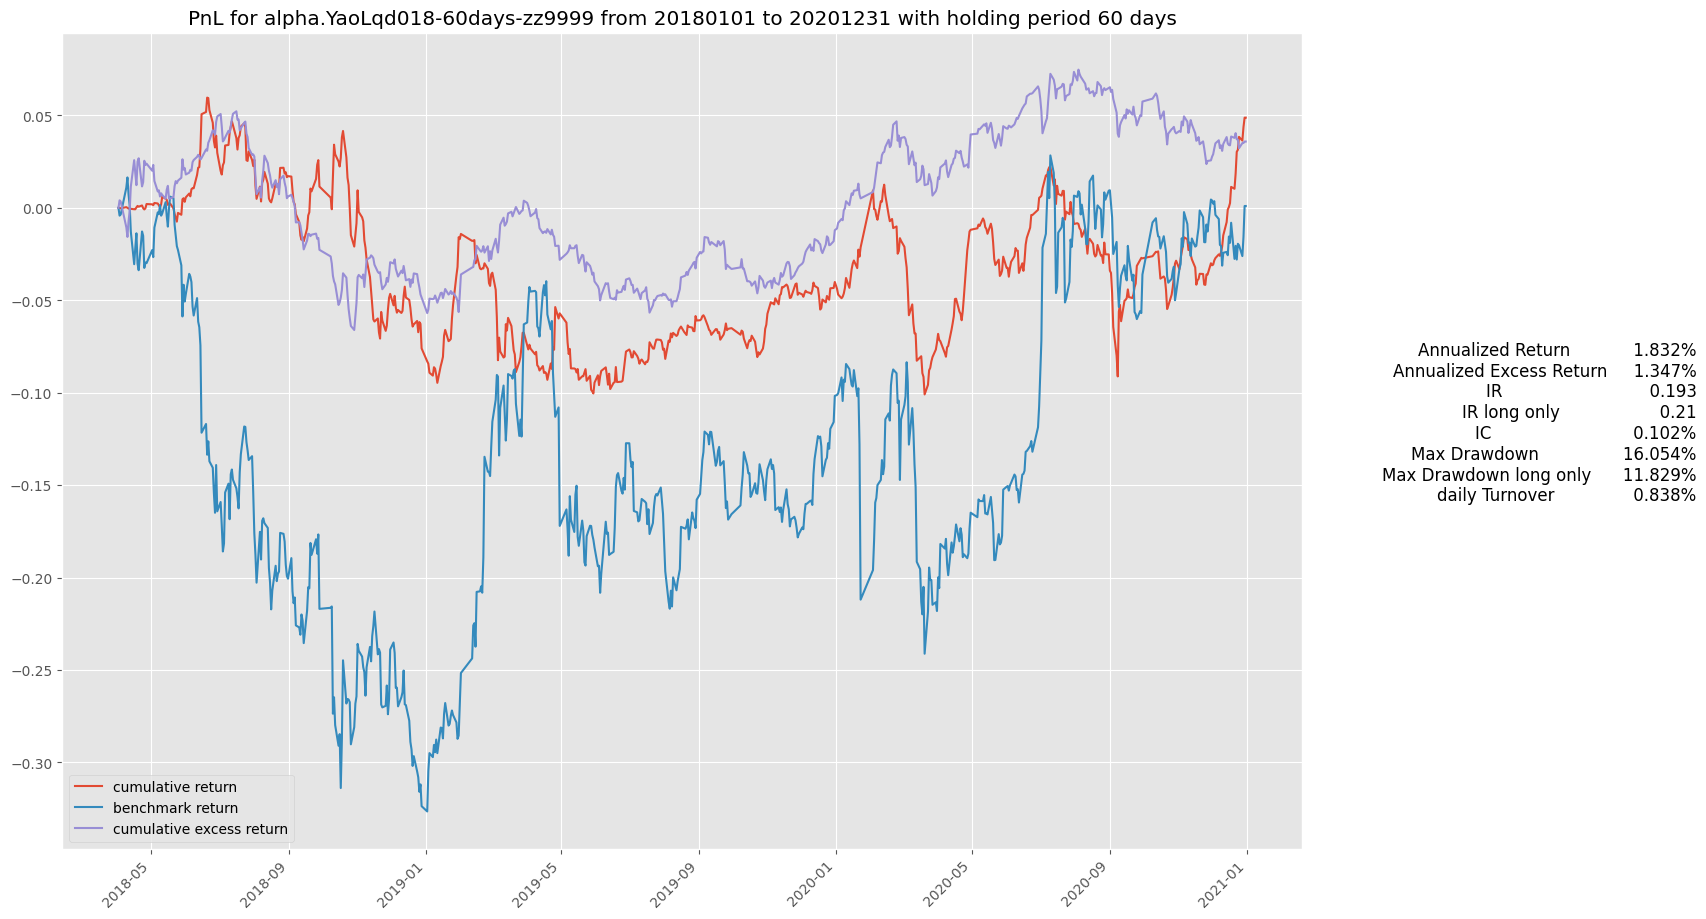 PnL for alpha.YaoLqd018-60days-zz9999 from 20180101 to 20201231 with holding period 60 days
0.05
0.00
−0.05
−0.10
−0.15
−0.20
−0.25
−0.30
Annualized Return 1.832%
Annualized Excess Return 1.347%
IR 0.193
IR long only 0.21
IC 0.102%
Max Drawdown 16.054%
Max Drawdown long only 11.829%
daily Turnover 0.838%
cumulative return
benchmark return
cumulative excess return
2018-05
2018-09
2019-01
2019-05
2019-09
2020-01
2020-05
2020-09
2021-01